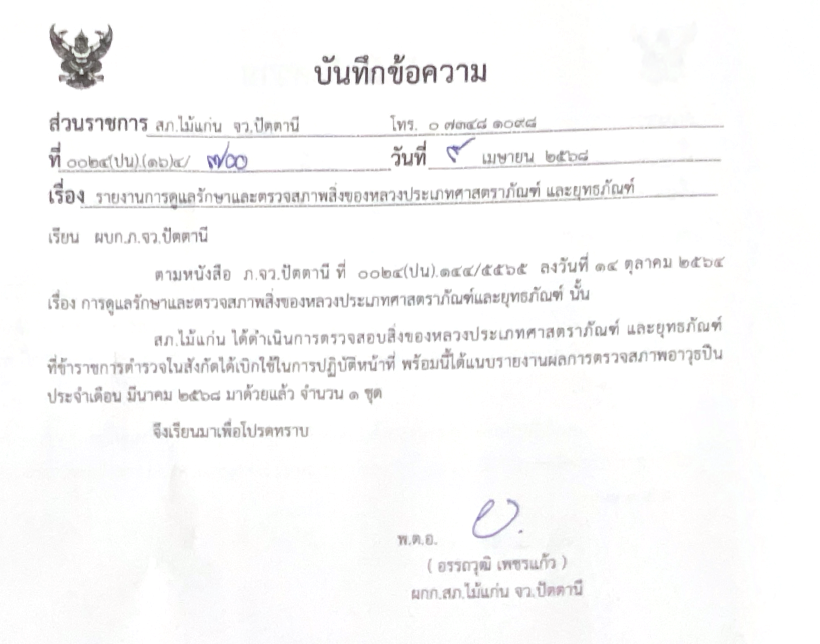 บันทึกข้อความ
ส่วนราชการ สภ.ไม้แก่น จว.ปัตตานี โทร. ๐ ๗๓๔๘ ๑๐๙๘
ที่ ๐๐๒๔(ปน).(๑๖)๔/ ๗๐๐ วันที่ ๙ เมษายน ๒๕๖๘
เรื่อง รายงานการดูแลรักษาและตรวจสภาพสิ่งของหลวงประเภทศาสตราภัณฑ์ และยุทธภัณฑ์
เรียน ผบก.ภ.จว.ปัตตานี
ตามหนังสือ ภ.จว.ปัตตานี ที่ ๐๐๒๔(ปน).๑๔๔/๕๕๖๕ ลงวันที่ ๑๔ ตุลาคม ๒๕๖๔
เรื่อง การดูแลรักษาและตรวจสภาพสิ่งของหลวงประเภทศาสตราภัณฑ์และยุทธภัณฑ์ นั้น
สภ.ไม้แก่น ได้ดำเนินการตรวจสอบสิ่งของหลวงประเภทศาสตราภัณฑ์ และยุทธภัณฑ์
ที่ข้าราชการตำรวจในสังกัดได้เบิกใช้ในการปฏิบัติหน้าที่ พร้อมนี้ได้แนบรายงานผลการตรวจสภาพอาวุธปืน
ประจำเดือน มีนาคม ๒๕๖๘ มาด้วยแล้ว จำนวน ๑ ชุด
จึงเรียนมาเพื่อโปรดทราบ
พ.ต.อ.
( อรรถวุฒิ เพชรแก้ว )
ผกก.สภ.ไม้แก่น จว.ปัตตานี